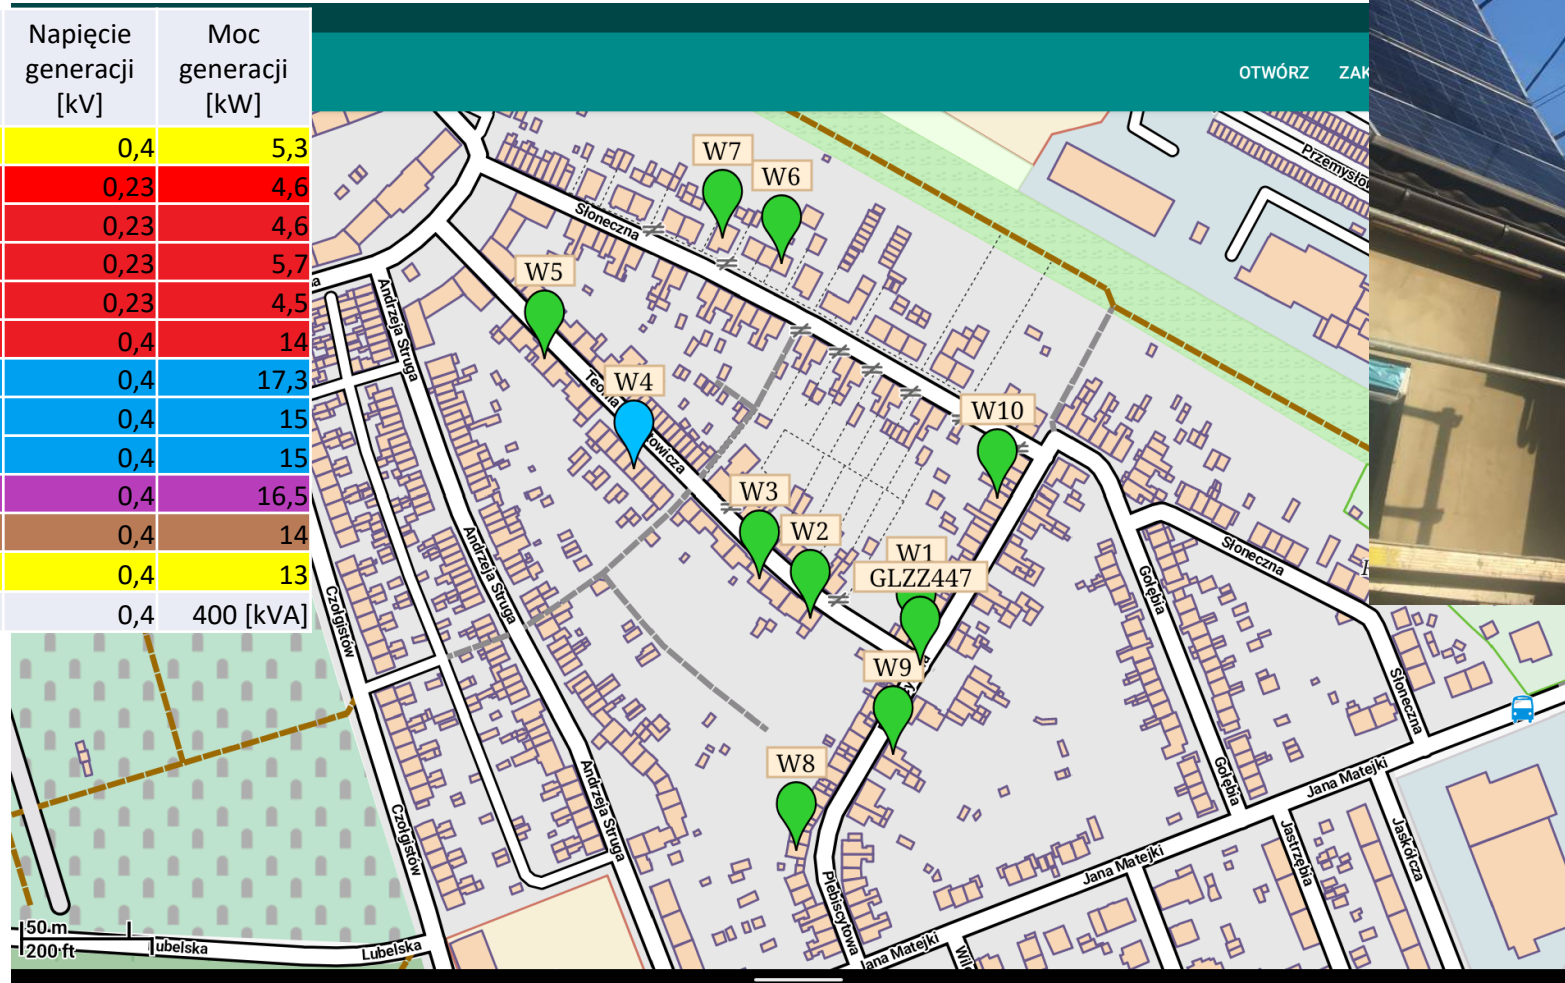 Napięcie generacji [kV] Moc generacji [kW]
0,4 5,3
0,23 4,6
0,23 4,6
0,23 5,7
0,23 4,5
0,4 14
0,4 17,3
0,4 15
0,4 15
0,4 16,5
0,4 14
0,4 13
0,4 400 [kVA]
OTWÓRZ ZAK
W7
W6
W5
W4
W3
W2
W1
GLZZ447
W10
W9
W8
Słoneczna
Przemysłow
Andrzeja Struga
Andrzeja Struga
Andrzeja Struga
Czołgistów
Czołgistów
Gołębia
Gołębia
Słoneczna
Słoneczna
Jana Matejki
Jana Matejki
Jana Matejki
Jastrzębia
Jaskółcza
Plebiscytowa
50 m
200 ft
ubelska
Lubelska